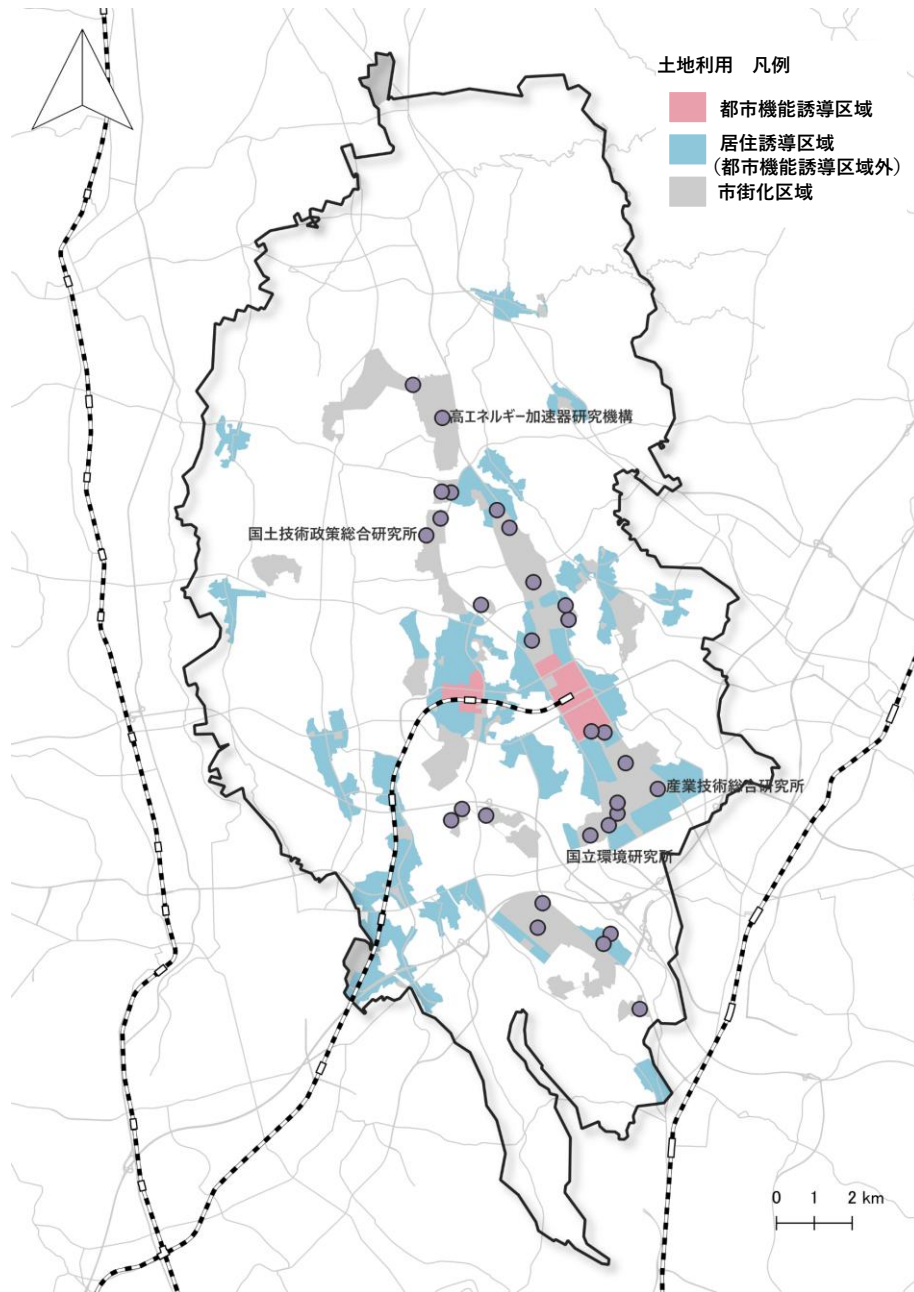 土地利用　凡例
都市機能誘導区域
居住誘導区域
(都市機能誘導区域外)
市街化区域
高エネルギー加速器研究機構
国土技術政策総合研究所
産業技術総合研究所
国立環境研究所
0 1 2 km